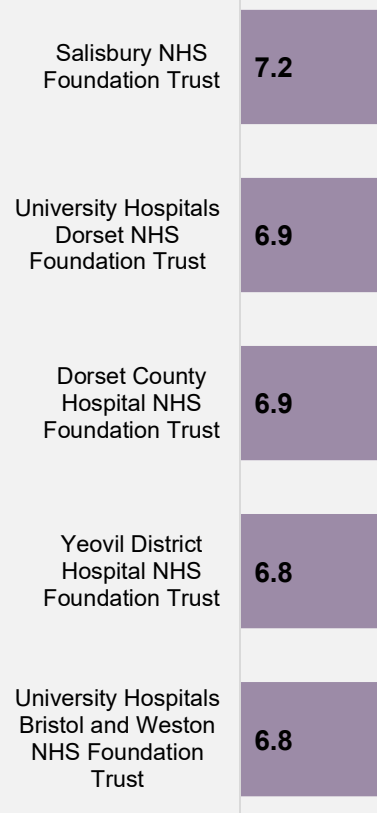 Salisbury NHS
Foundation Trust
7.2
University Hospitals
Dorset NHS
Foundation Trust
6.9
Dorset County
Hospital NHS
Foundation Trust
6.9
Yeovil District
Hospital NHS
Foundation Trust
6.8
University Hospitals
Bristol and Weston
NHS Foundation
Trust
6.8